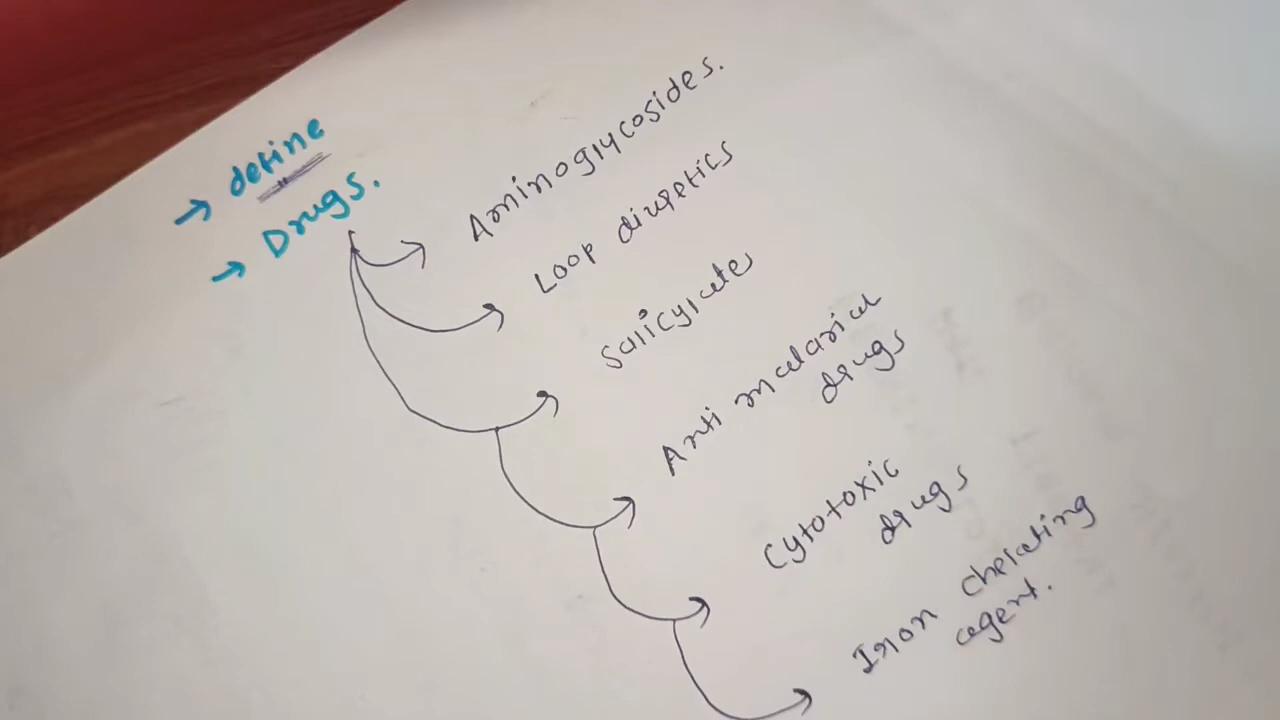 → define
→ Drugs.
Aminoglycosides.
Loop diuretics
Salicylates
Anti malarial
drugs
Cytotoxic
drugs
Iron chelating
agent.